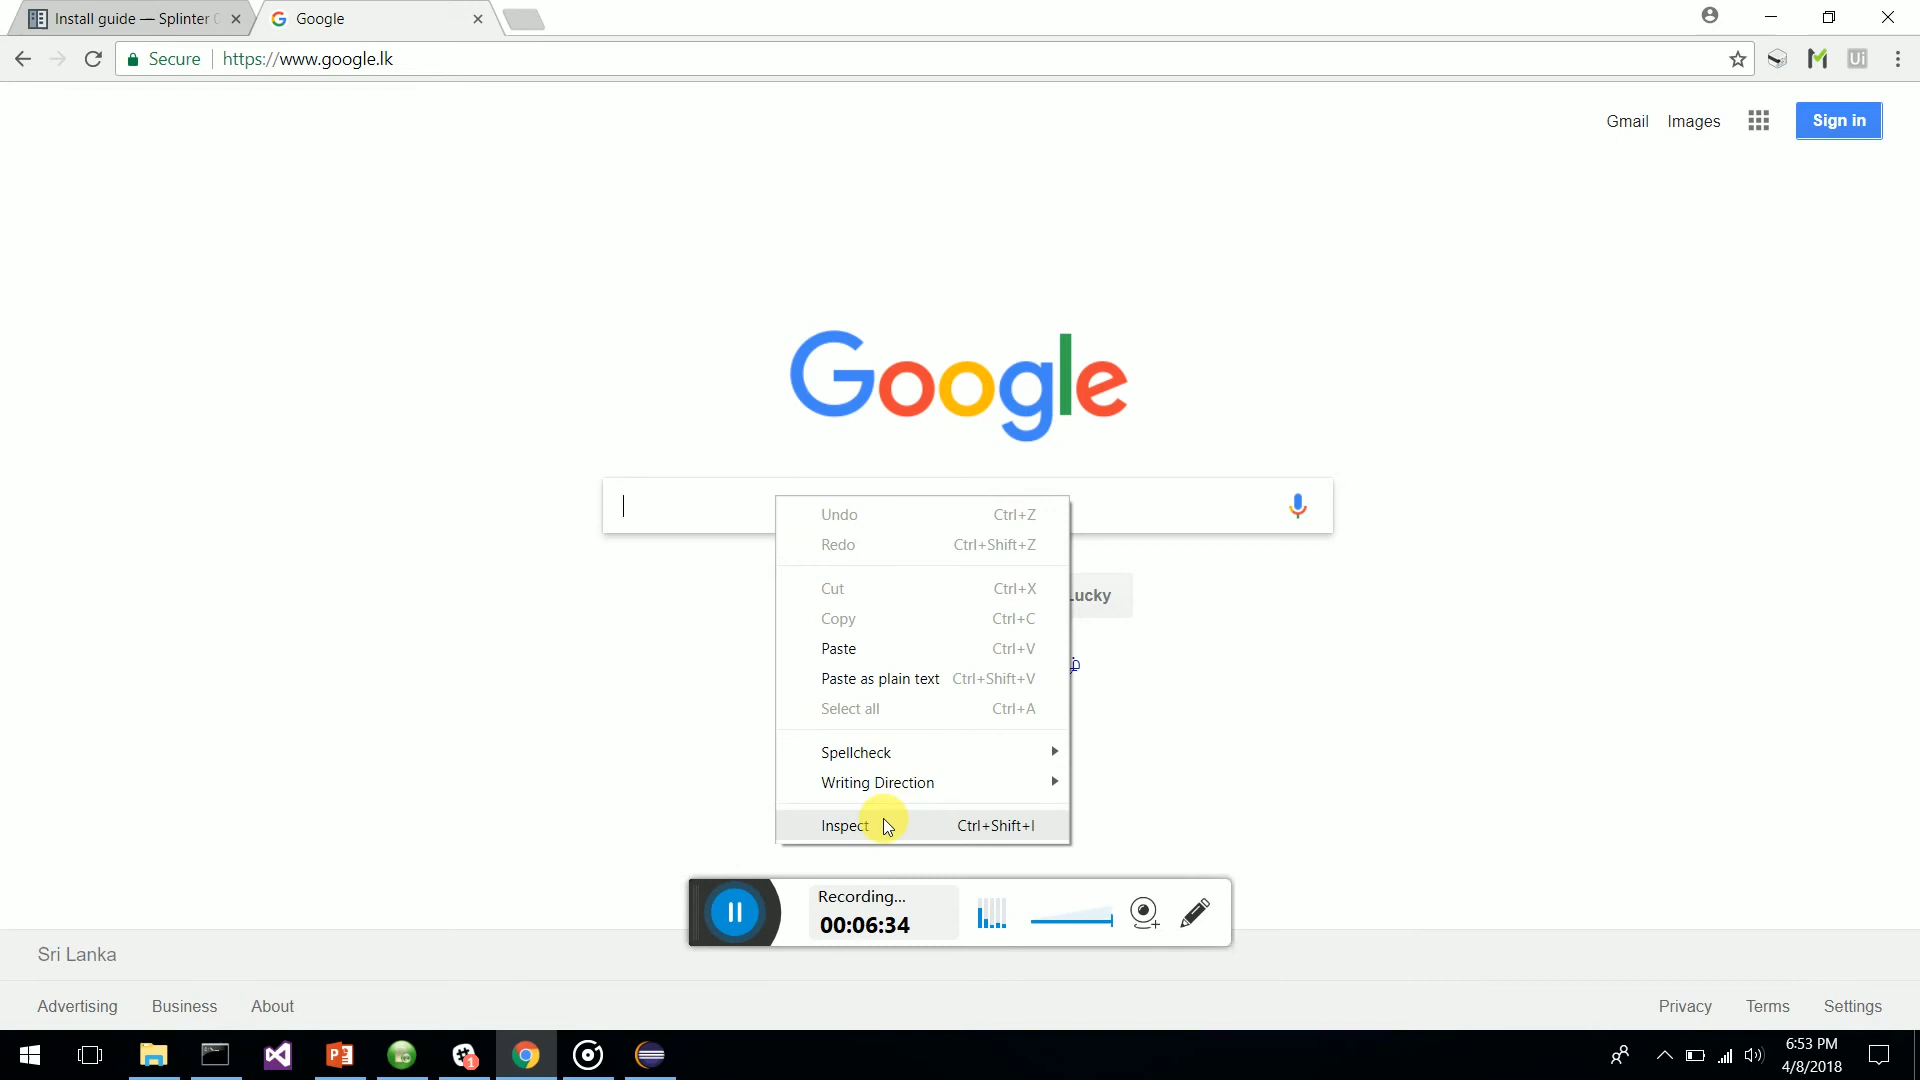 Install guide — Splinter
Google
Secure
https://www.google.lk
Ui
Gmail
Images
Sign in
Google
Undo Ctrl+Z
Redo Ctrl+Shift+Z
Cut Ctrl+X
Copy Ctrl+C
Lucky
Paste Ctrl+V
Paste as plain text Ctrl+Shift+V
Select all Ctrl+A
Spellcheck
Writing Direction
Inspect Ctrl+Shift+I
Recording...
00:06:34
Sri Lanka
Advertising
Business
About
Privacy
Terms
Settings
1
6:53 PM
4/8/2018